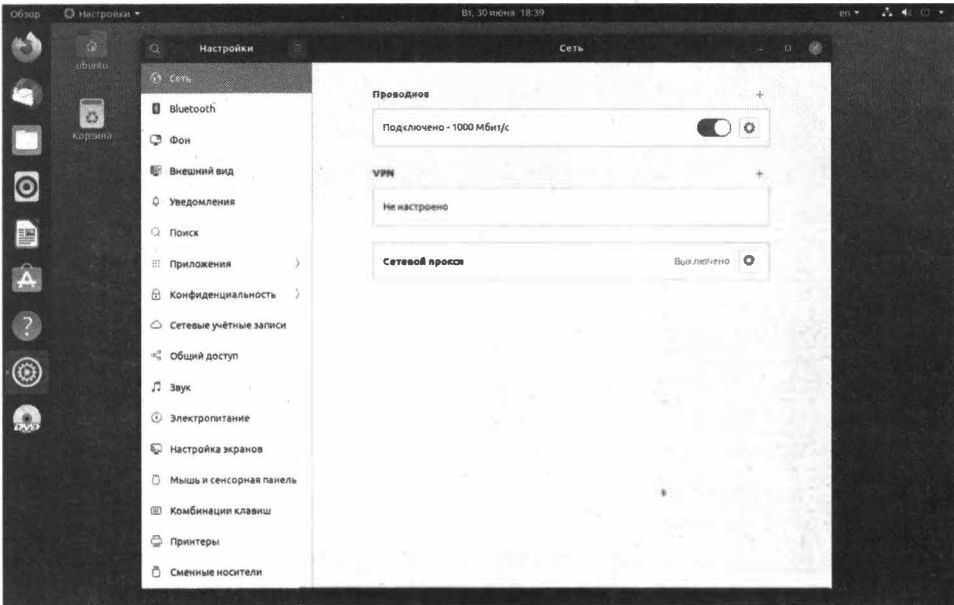 Обзор
Настройки
Вт, 30 июня 18:39
en
ubuntu
Корзина
Настройки
Сеть
Сеть
Bluetooth
Фон
Внешний вид
Уведомления
Поиск
Приложения
Конфиденциальность
Сетевые учётные записи
Общий доступ
Звук
Электропитание
Настройка экранов
Мышь и сенсорная панель
Комбинации клавиш
Принтеры
Сменные носители
Проводное
Подключено - 1000 Мбит/с
VPN
Не настроено
Сетевой прокси
Выключено
DVD